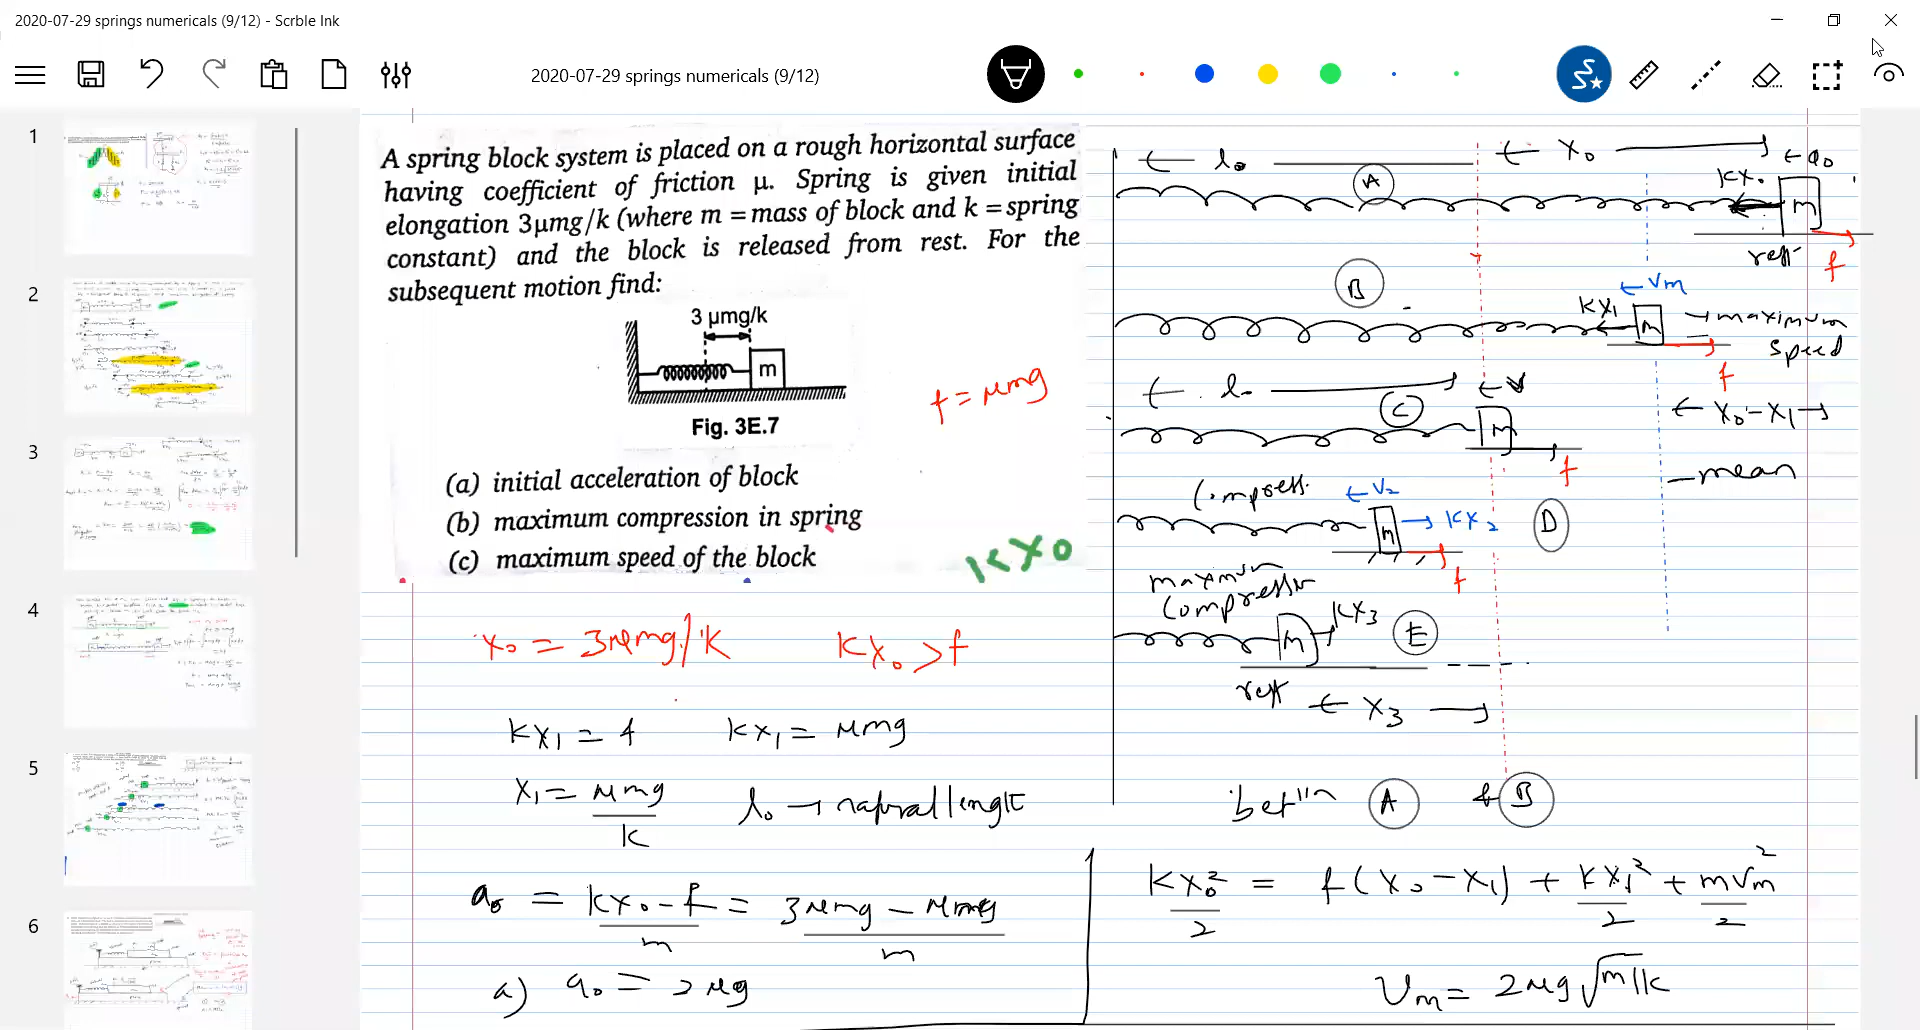 2020-07-29 springs numericals (9/12) - Scrble Ink
2020-07-29 springs numericals (9/12)
1
2
3
4
5
6
A spring block system is placed on a rough horizontal surface
having coefficient of friction μ. Spring is given initial
elongation 3μmg/k (where m = mass of block and k = spring
constant) and the block is released from rest. For the
subsequent motion find:
3 μmg/k
m
Fig. 3E.7
f = μmg
(a) initial acceleration of block
(b) maximum compression in spring
(c) maximum speed of the block
kx0
x₀ = 3μmg/k
kx₀ > f
kx₁ = f
kx₁ = μmg
x₁ = μmg/k
l₀ → natural length
a₀ = (kx₀ - f)/m = (3μmg - μmg)/m
a) a₀ = 2μg
← l₀
← x₀ →
← a₀
A
kx₀
m
rest
f
B
← Vm
kx₁
m
→ maximum
speed
f
← l₀ →
← v
← x₀ - x₁ →
C
m
f
mean
compress.
← V₂
m
→ kx₂
D
f
maximum
compression
m
kx₃
E
rest
← x₃ →
betⁿ A & B
kx₀²/2 = f(x₀ - x₁) + kx₁²/2 + mVm²/2
Vm = 2μg√m/k